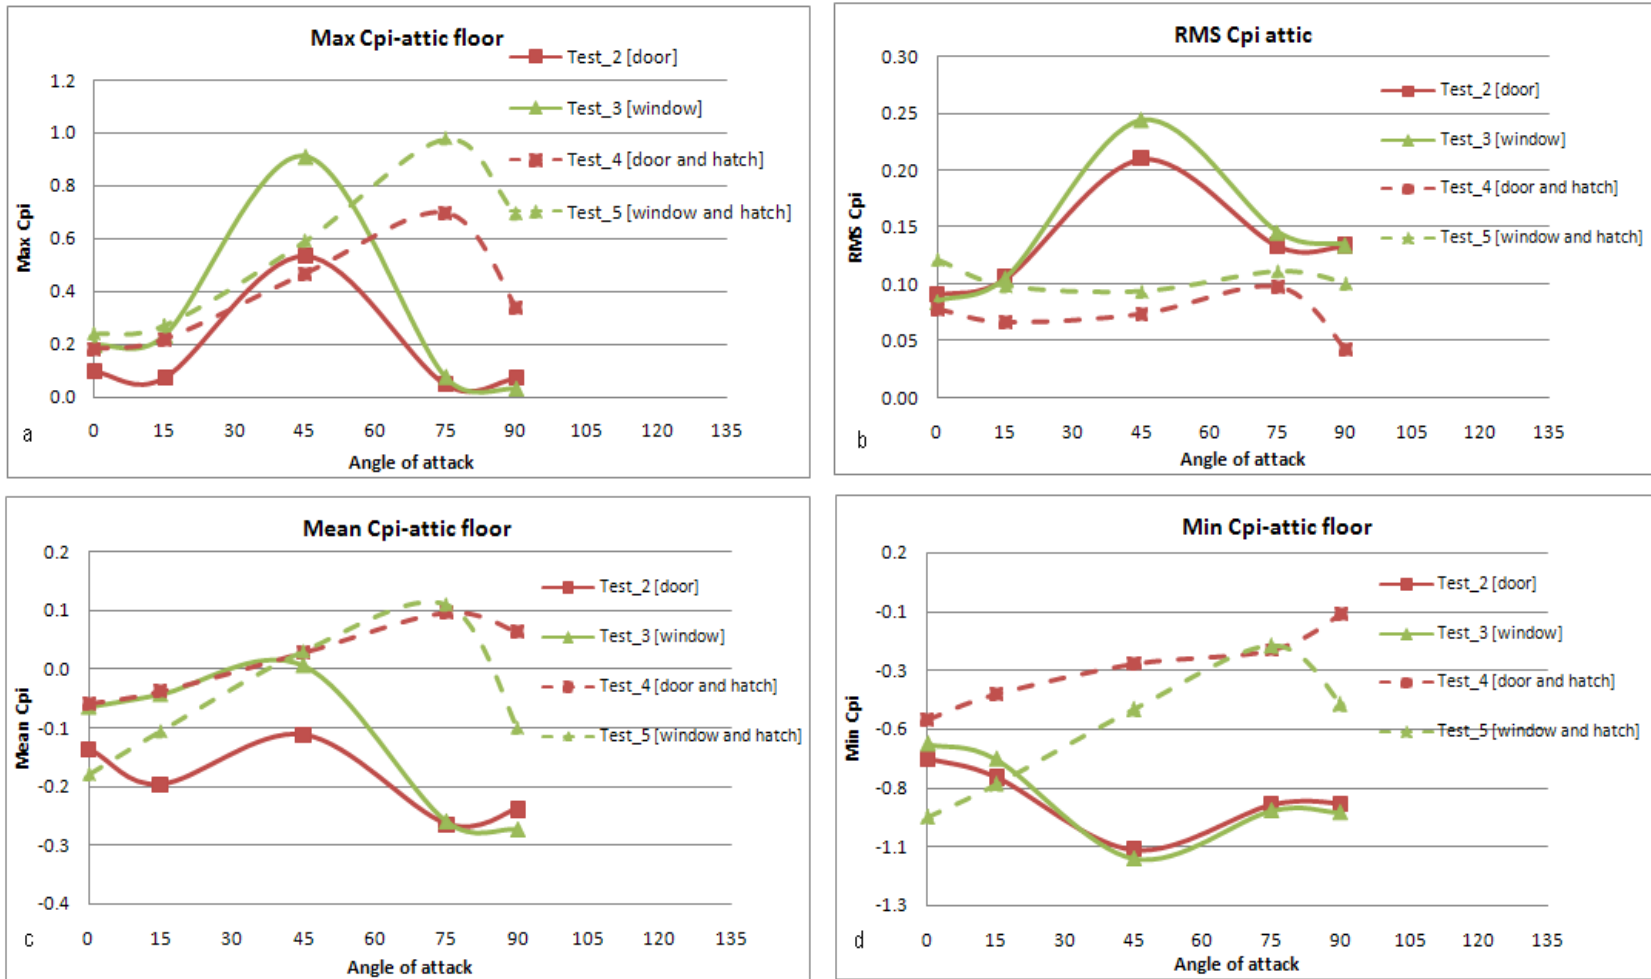 Max Cpi-attic floor
Test_2 [door]
Test_3 [window]
Test_4 [door and hatch]
Test_5 [window and hatch]
Max Cpi
1.2
1.0
0.8
0.6
0.4
0.2
0.0
0 15 30 45 60 75 90 105 120 135
Angle of attack
a
RMS Cpi attic
Test_2 [door]
Test_3 [window]
Test_4 [door and hatch]
Test_5 [window and hatch]
RMS Cpi
0.30
0.25
0.20
0.15
0.10
0.05
0.00
0 15 30 45 60 75 90 105 120 135
Angle of attack
b
Mean Cpi-attic floor
Test_2 [door]
Test_3 [window]
Test_4 [door and hatch]
Test_5 [window and hatch]
Mean Cpi
0.2
0.1
0.0
-0.1
-0.2
-0.3
-0.4
0 15 30 45 60 75 90 105 120 135
Angle of attack
c
Min Cpi-attic floor
Test_2 [door]
Test_3 [window]
Test_4 [door and hatch]
Test_5 [window and hatch]
Min Cpi
0.2
-0.1
-0.3
-0.6
-0.8
-1.1
-1.3
0 15 30 45 60 75 90 105 120 135
Angle of attack
d